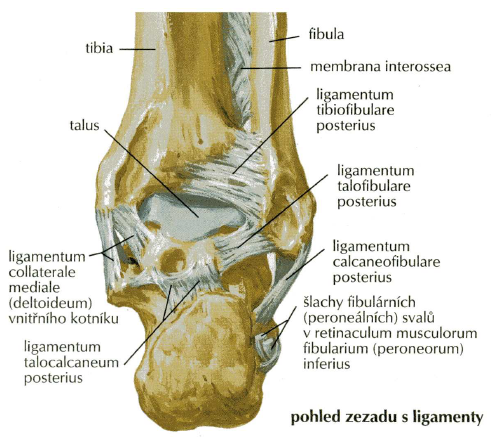 tibia
fibula
membrana interossea
ligamentum
tibiofibulare
posterius
talus
ligamentum
talofibulare
posterius
ligamentum
calcaneofibulare
posterius
ligamentum
collaterale
mediale
(deltoideum)
vnitřního kotníku
šlachy fibulárních
(peroneálních) svalů
v retinaculum musculorum
fibularium (peroneorum)
inferius
ligamentum
talocalcaneum
posterius
pohled zezadu s ligamenty